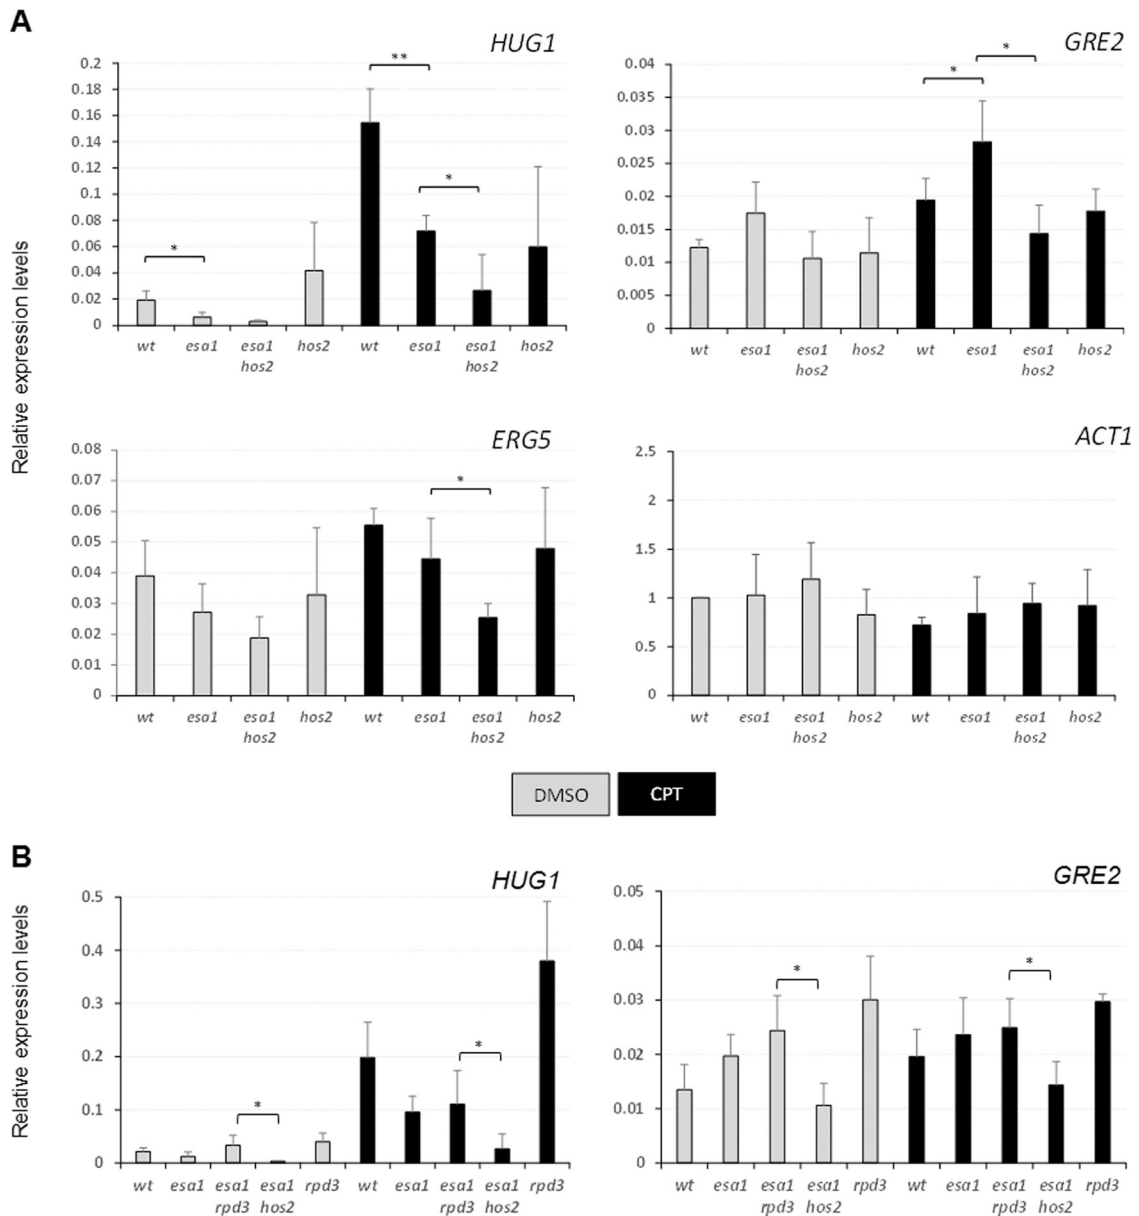 A
HUG1
0.2
0.18
0.16
0.14
0.12
0.1
0.08
0.06
0.04
0.02
0
*
**
*
wt esa1 esa1 hos2 wt esa1 esa1 hos2
hos2 hos2
GRE2
0.04
0.035
0.03
0.025
0.02
0.015
0.01
0.005
0
*
*
wt esa1 esa1 hos2 wt esa1 esa1 hos2
hos2 hos2
Relative expression levels
ERG5
0.08
0.07
0.06
0.05
0.04
0.03
0.02
0.01
0
*
wt esa1 esa1 hos2 wt esa1 esa1 hos2
hos2 hos2
ACT1
2.5
2
1.5
1
0.5
0
wt esa1 esa1 hos2 wt esa1 esa1 hos2
hos2 hos2
DMSO CPT
B
HUG1
Relative expression levels
0.5
0.4
0.3
0.2
0.1
0
*
*
wt esa1 esa1 esa1 rpd3 wt esa1 esa1 esa1 rpd3
rpd3 hos2 rpd3 hos2
GRE2
0.05
0.04
0.03
0.02
0.01
0
*
*
wt esa1 esa1 esa1 rpd3 wt esa1 esa1 esa1 rpd3
rpd3 hos2 rpd3 hos2